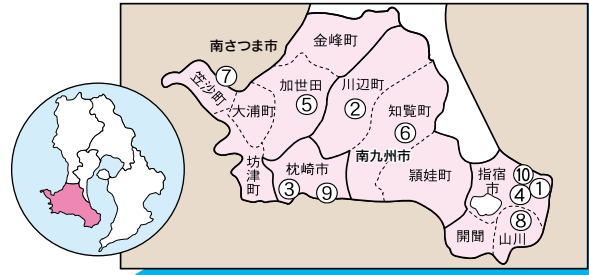 金峰町
南さつま市
⑦
笠沙町
加世田
⑤
川辺町
②
大浦町
知覧町
⑥
南九州市
坊津町
枕崎市
③
⑨
頴娃町
指宿市
⑩
①
④
⑧
開聞
山川